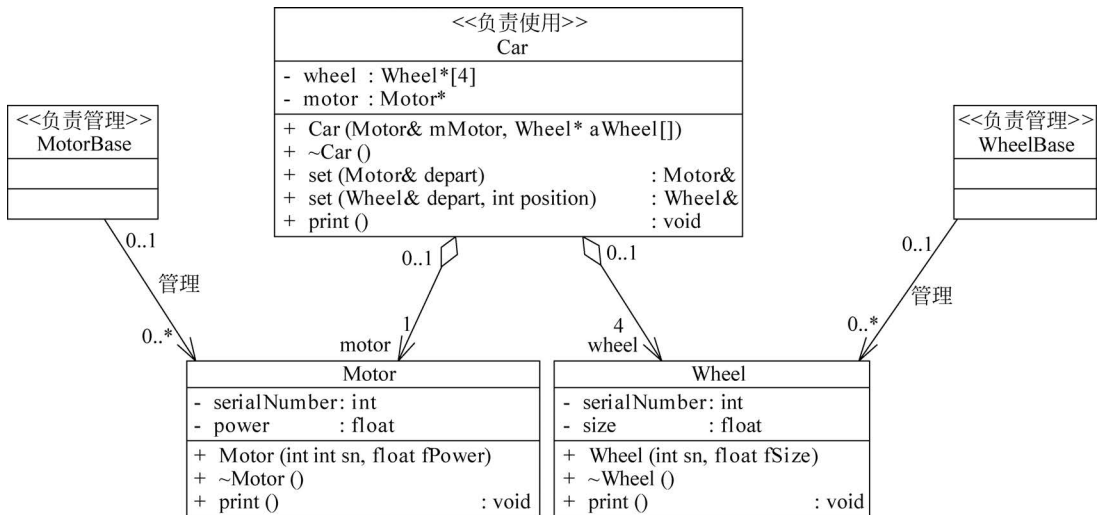 <<负责使用>>
Car
- wheel : Wheel*[4]
- motor : Motor*
+ Car (Motor& mMotor, Wheel* aWheel[])
+ ~Car ()
+ set (Motor& depart) : Motor&
+ set (Wheel& depart, int position) : Wheel&
+ print () : void
<<负责管理>>
MotorBase
<<负责管理>>
WheelBase
0..1
管理
0..*
0..1
1
motor
0..1
4
wheel
0..1
管理
0..*
Motor
- serialNumber: int
- power : float
+ Motor (int int sn, float fPower)
+ ~Motor ()
+ print () : void
Wheel
- serialNumber: int
- size : float
+ Wheel (int sn, float fSize)
+ ~Wheel ()
+ print () : void